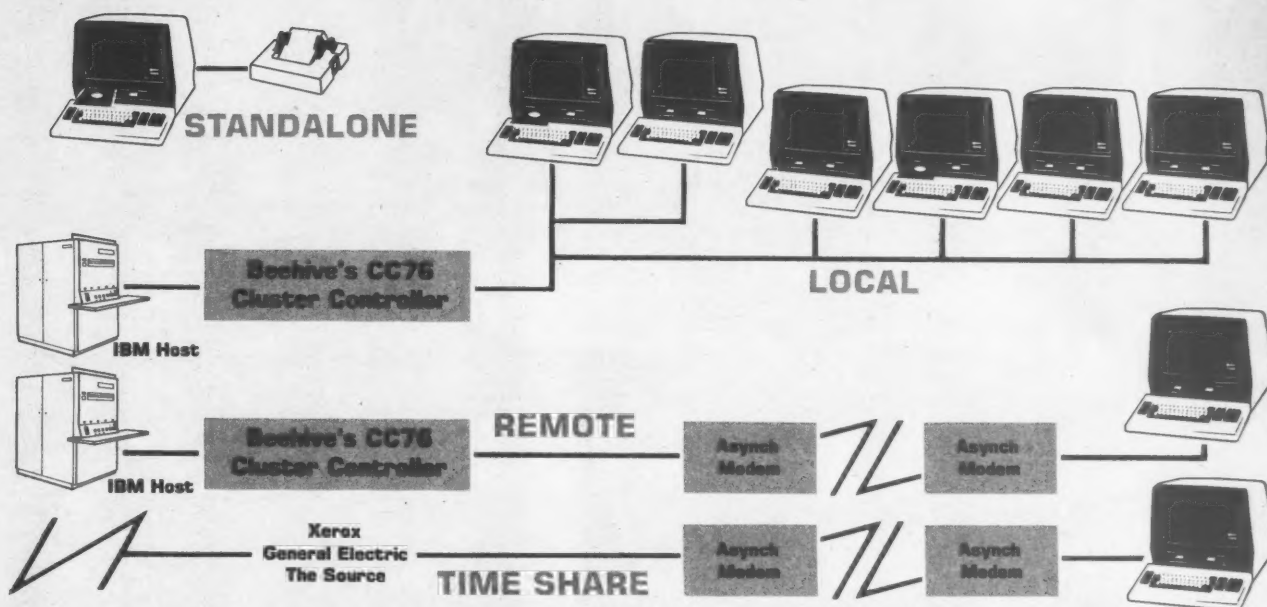 STANDALONE
Beehive's CC76
Cluster Controller
LOCAL
IBM Host
REMOTE
Beehive's CC76
Cluster Controller
Asynch
Modem
Asynch
Modem
IBM Host
Xerox
General Electric
The Source
TIME SHARE
Asynch
Modem
Asynch
Modem